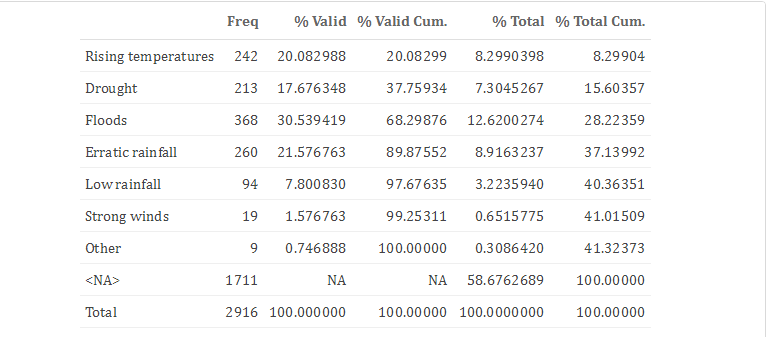 Freq % Valid % Valid Cum. % Total % Total Cum.
Rising temperatures 242 20.082988 20.08299 8.2990398 8.29904
Drought 213 17.676348 37.75934 7.3045267 15.60357
Floods 368 30.539419 68.29876 12.6200274 28.22359
Erratic rainfall 260 21.576763 89.87552 8.9163237 37.13992
Low rainfall 94 7.800830 97.67635 3.2235940 40.36351
Strong winds 19 1.576763 99.25311 0.6515775 41.01509
Other 9 0.746888 100.00000 0.3086420 41.32373
<NA> 1711 NA NA 58.6762689 100.00000
Total 2916 100.000000 100.00000 100.0000000 100.00000